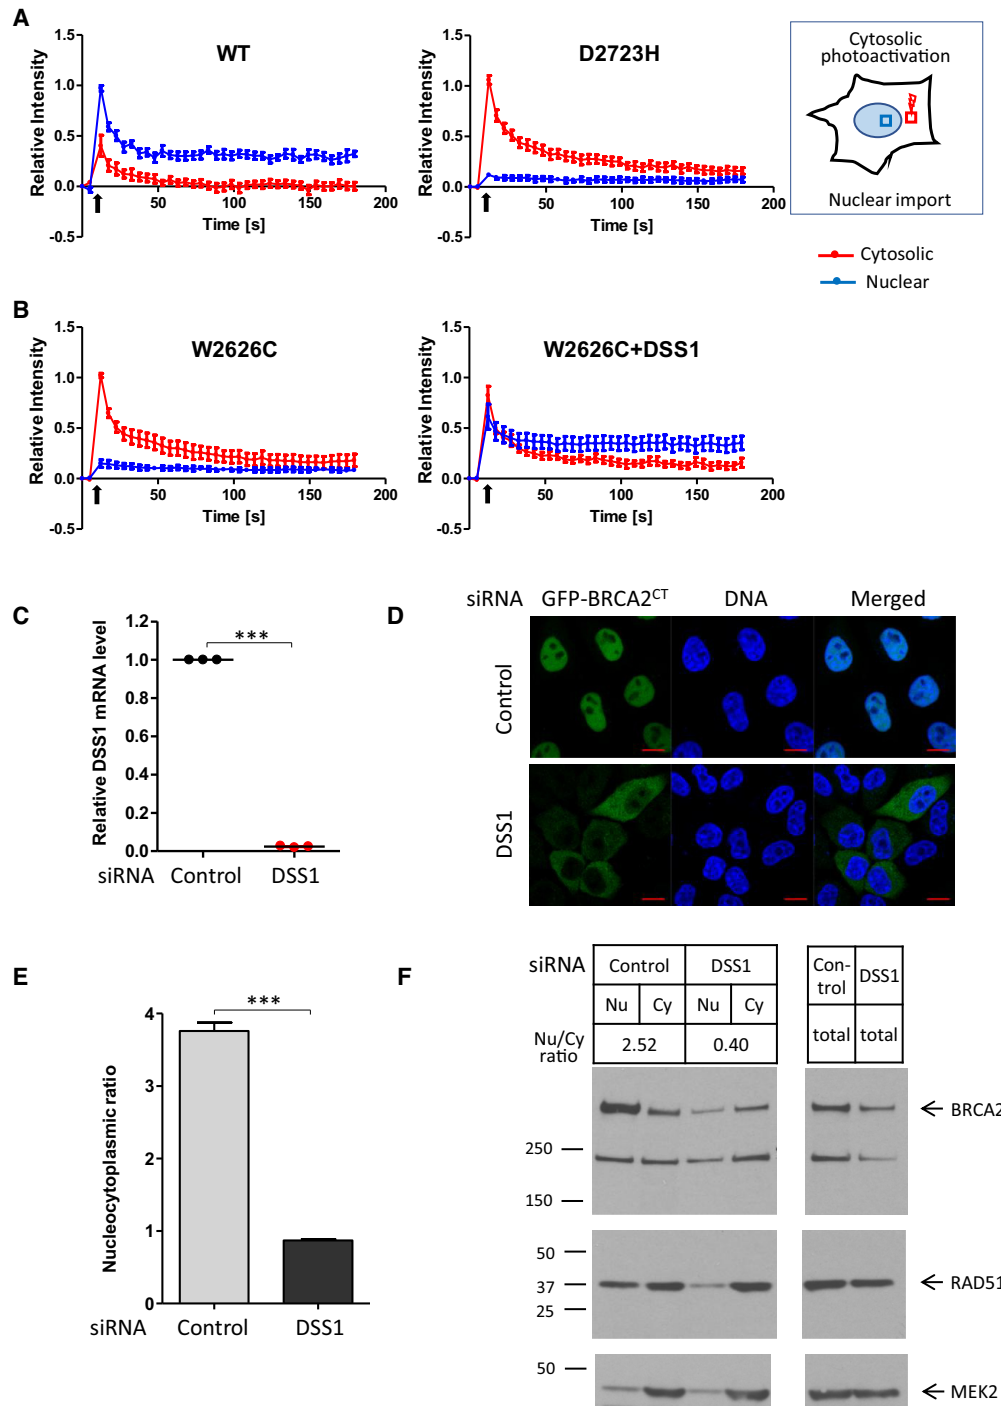 A
WT
Relative Intensity
1.5
1.0
0.5
0.0
-0.5
50
100
150
200
Time [s]
D2723H
Relative Intensity
1.5
1.0
0.5
0.0
-0.5
50
100
150
200
Time [s]
Cytosolic
photoactivation
Nuclear import
Cytosolic
Nuclear
B
W2626C
Relative Intensity
1.5
1.0
0.5
0.0
-0.5
50
100
150
200
Time [s]
W2626C+DSS1
Relative Intensity
1.5
1.0
0.5
0.0
-0.5
50
100
150
200
Time [s]
C
Relative DSS1 mRNA level
1.2
1.0
0.8
0.6
0.4
0.2
0.0
***
siRNA Control DSS1
D
siRNA GFP-BRCA2CT DNA Merged
Control
DSS1
E
Nucleocytoplasmic ratio
4
3
2
1
0
***
siRNA Control DSS1
F
siRNA Control DSS1
Nu Cy Nu Cy
Nu/Cy
ratio
2.52 0.40
Con-
trol
DSS1
total total
250
150
BRCA2
50
37
25
RAD51
50
MEK2